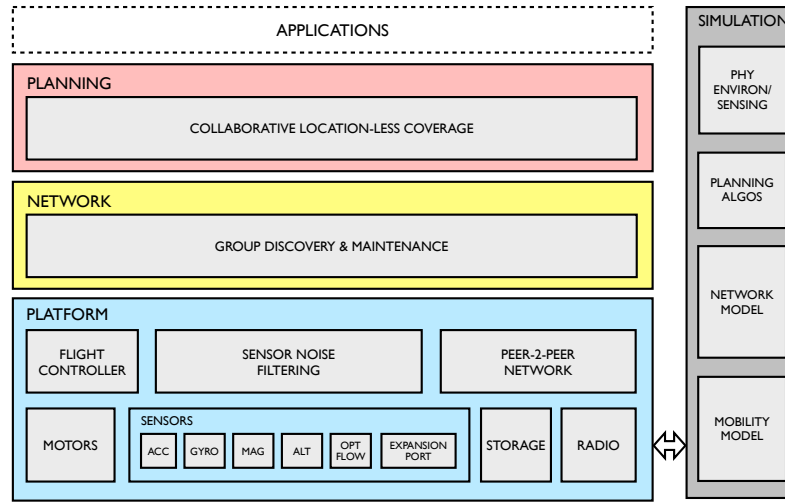 APPLICATIONS
PLANNING
COLLABORATIVE LOCATION-LESS COVERAGE
NETWORK
GROUP DISCOVERY & MAINTENANCE
PLATFORM
FLIGHT
CONTROLLER
SENSOR NOISE
FILTERING
PEER-2-PEER
NETWORK
MOTORS
SENSORS
ACC
GYRO
MAG
ALT
OPT
FLOW
EXPANSION
PORT
STORAGE
RADIO
SIMULATION
PHY
ENVIRON/
SENSING
PLANNING
ALGOS
NETWORK
MODEL
MOBILITY
MODEL